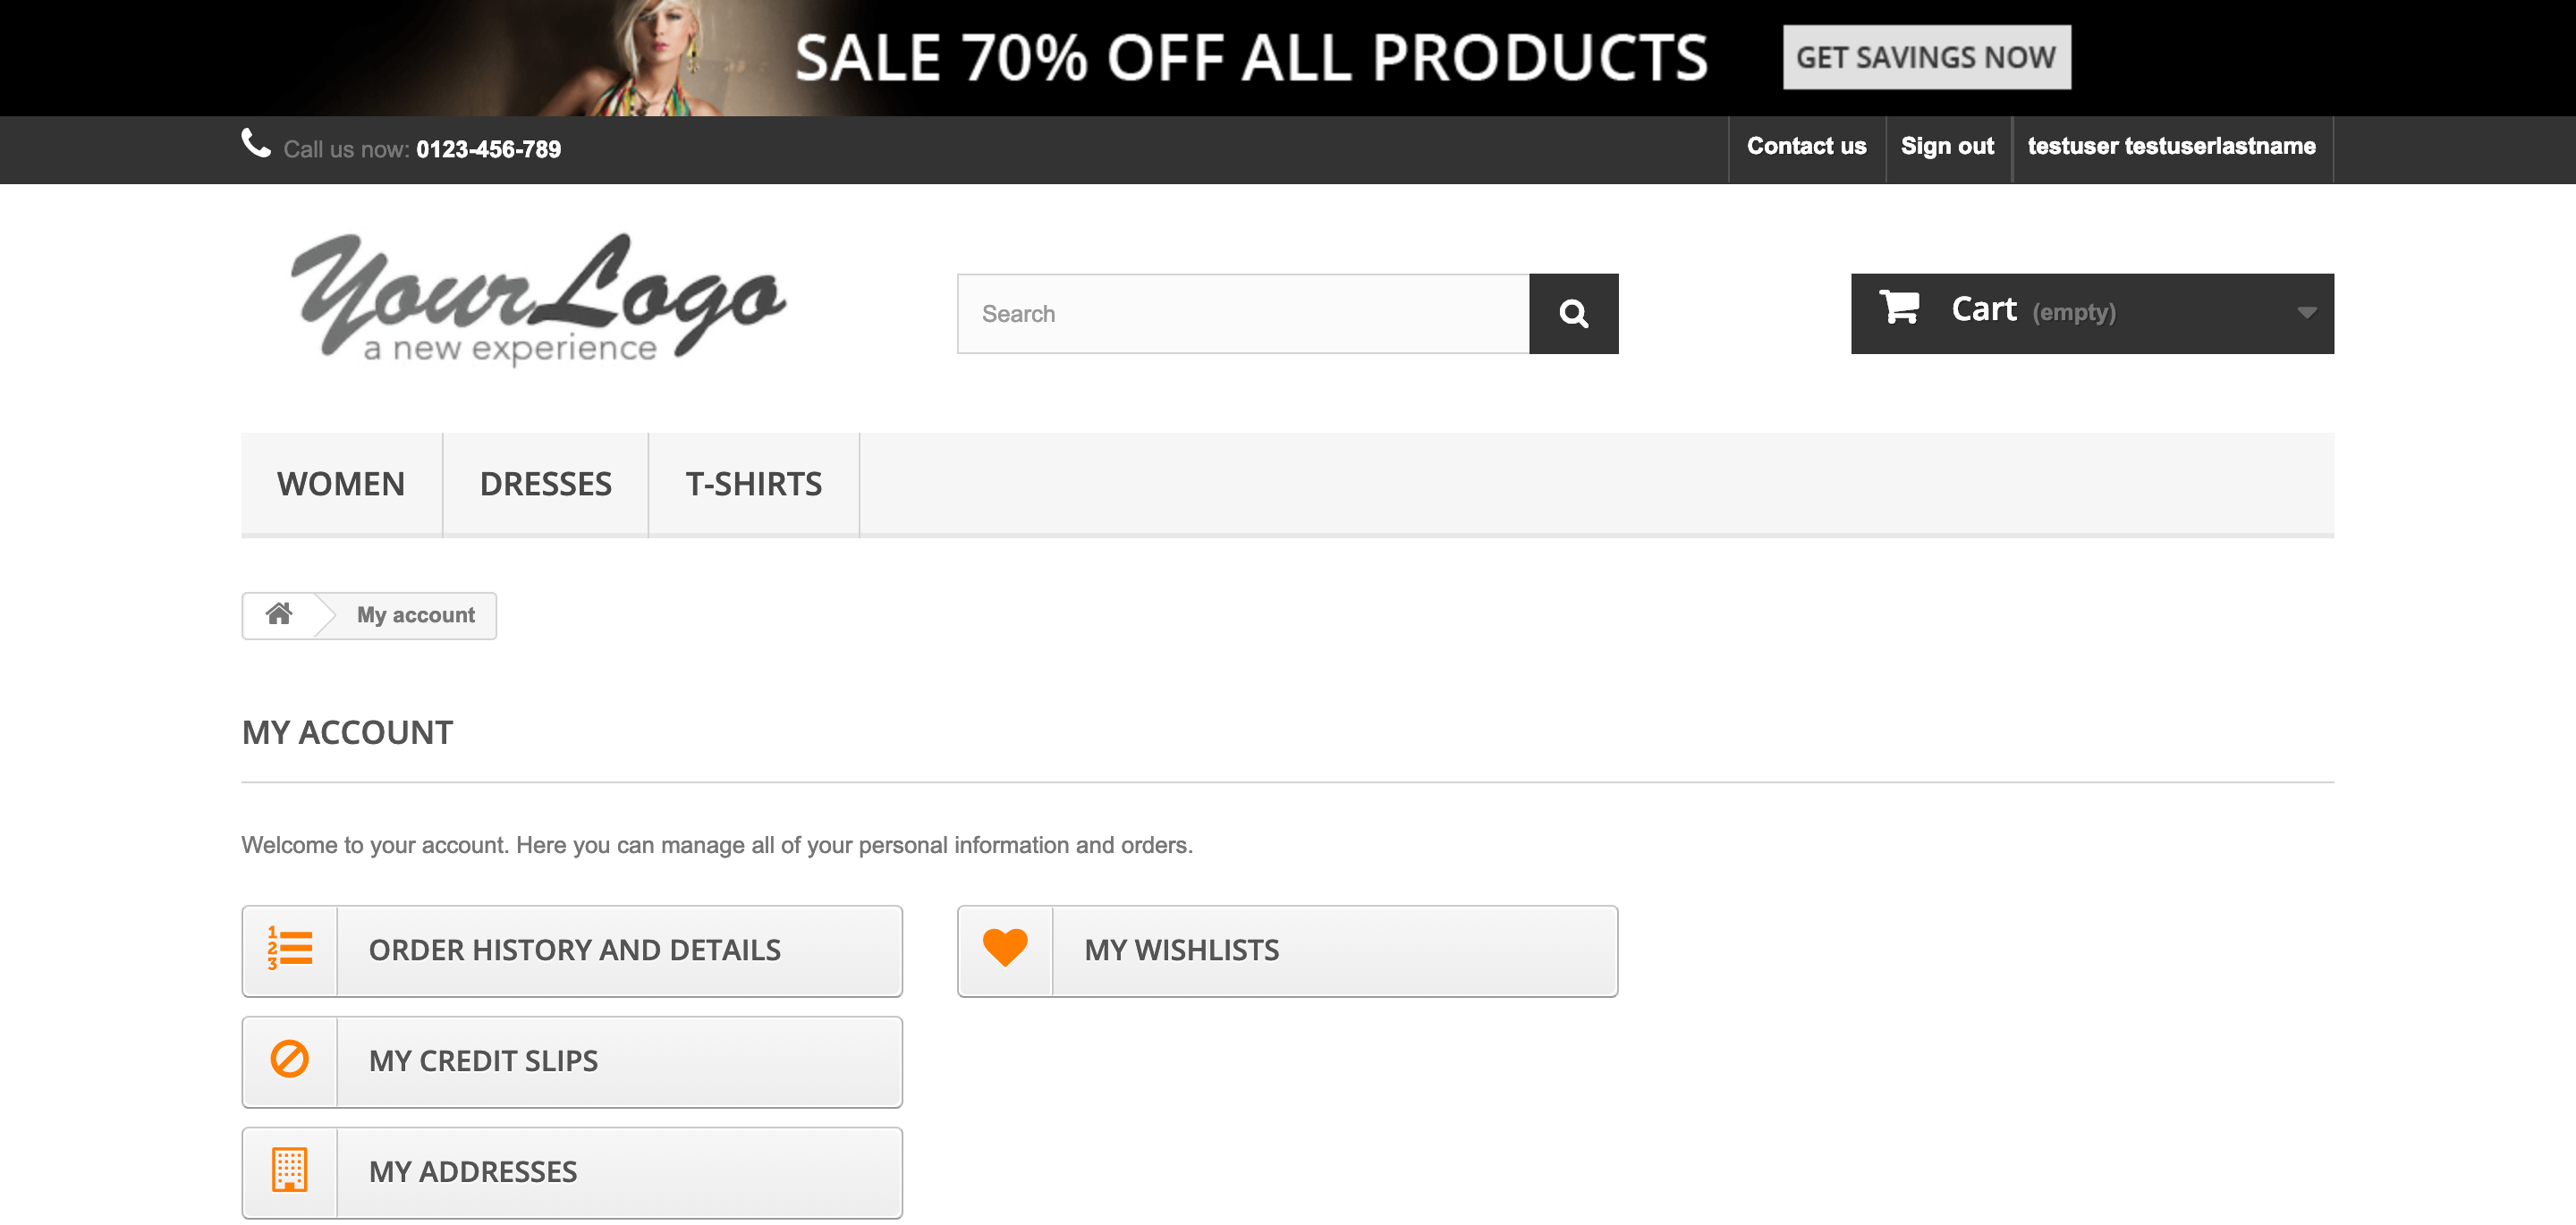 SALE 70% OFF ALL PRODUCTS GET SAVINGS NOW
Call us now: 0123-456-789 Contact us Sign out testuser testuserlastname
YourLogo
a new experience
Search
Cart (empty)
WOMEN DRESSES T-SHIRTS
My account
MY ACCOUNT
Welcome to your account. Here you can manage all of your personal information and orders.
ORDER HISTORY AND DETAILS
MY WISHLISTS
MY CREDIT SLIPS
MY ADDRESSES